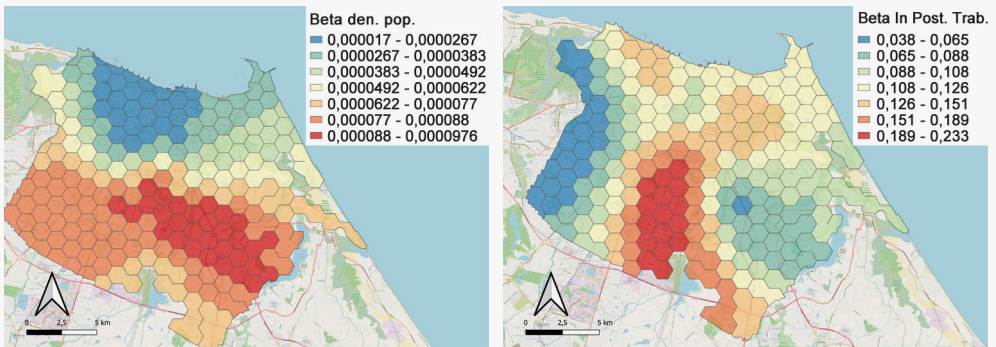 Beta den. pop.
0,000017 - 0,0000267
0,0000267 - 0,0000383
0,0000383 - 0,0000492
0,0000492 - 0,0000622
0,0000622 - 0,000077
0,000077 - 0,000088
0,000088 - 0,0000976
0 2,5 5 km
Beta ln Post. Trab.
0,038 - 0,065
0,065 - 0,088
0,088 - 0,108
0,108 - 0,126
0,126 - 0,151
0,151 - 0,189
0,189 - 0,233
0 2,5 5 km